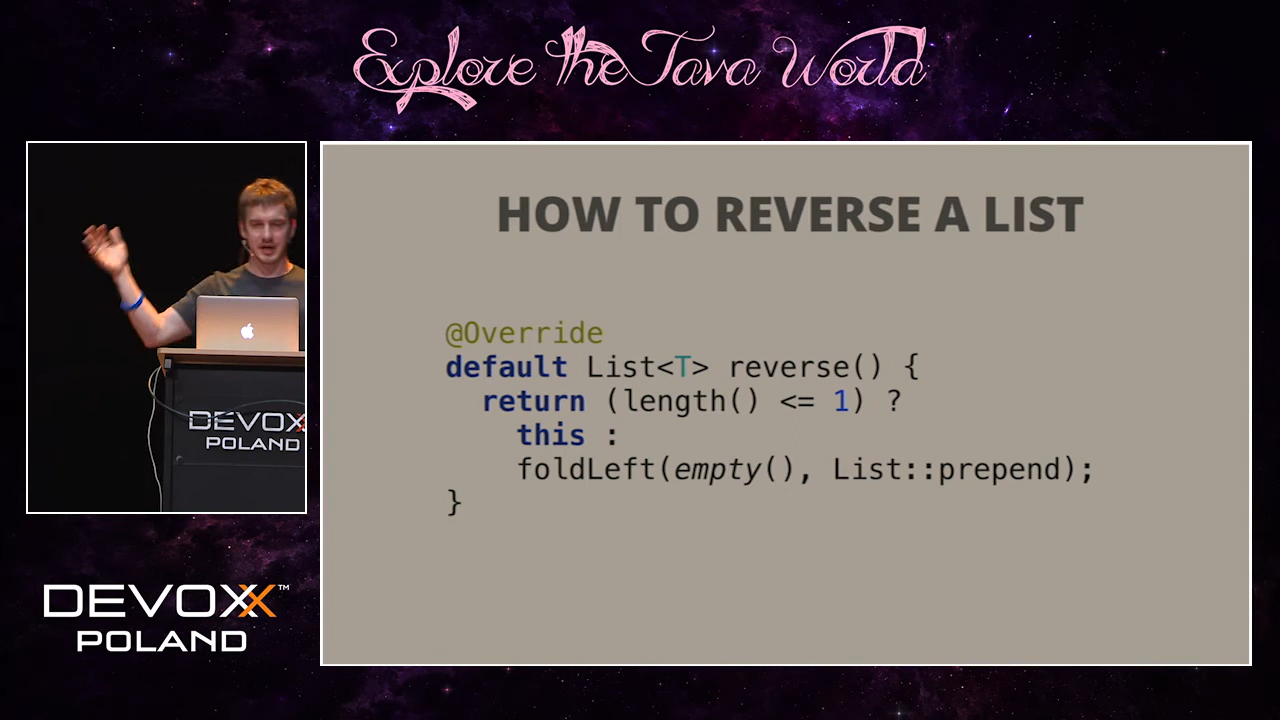 Explore the Java World
HOW TO REVERSE A LIST
@Override
default List<T> reverse() {
return (length() <= 1) ?
this :
foldLeft(empty(), List::prepend);
}
DEVOXX
POLAND
DEVOXX™
POLAND